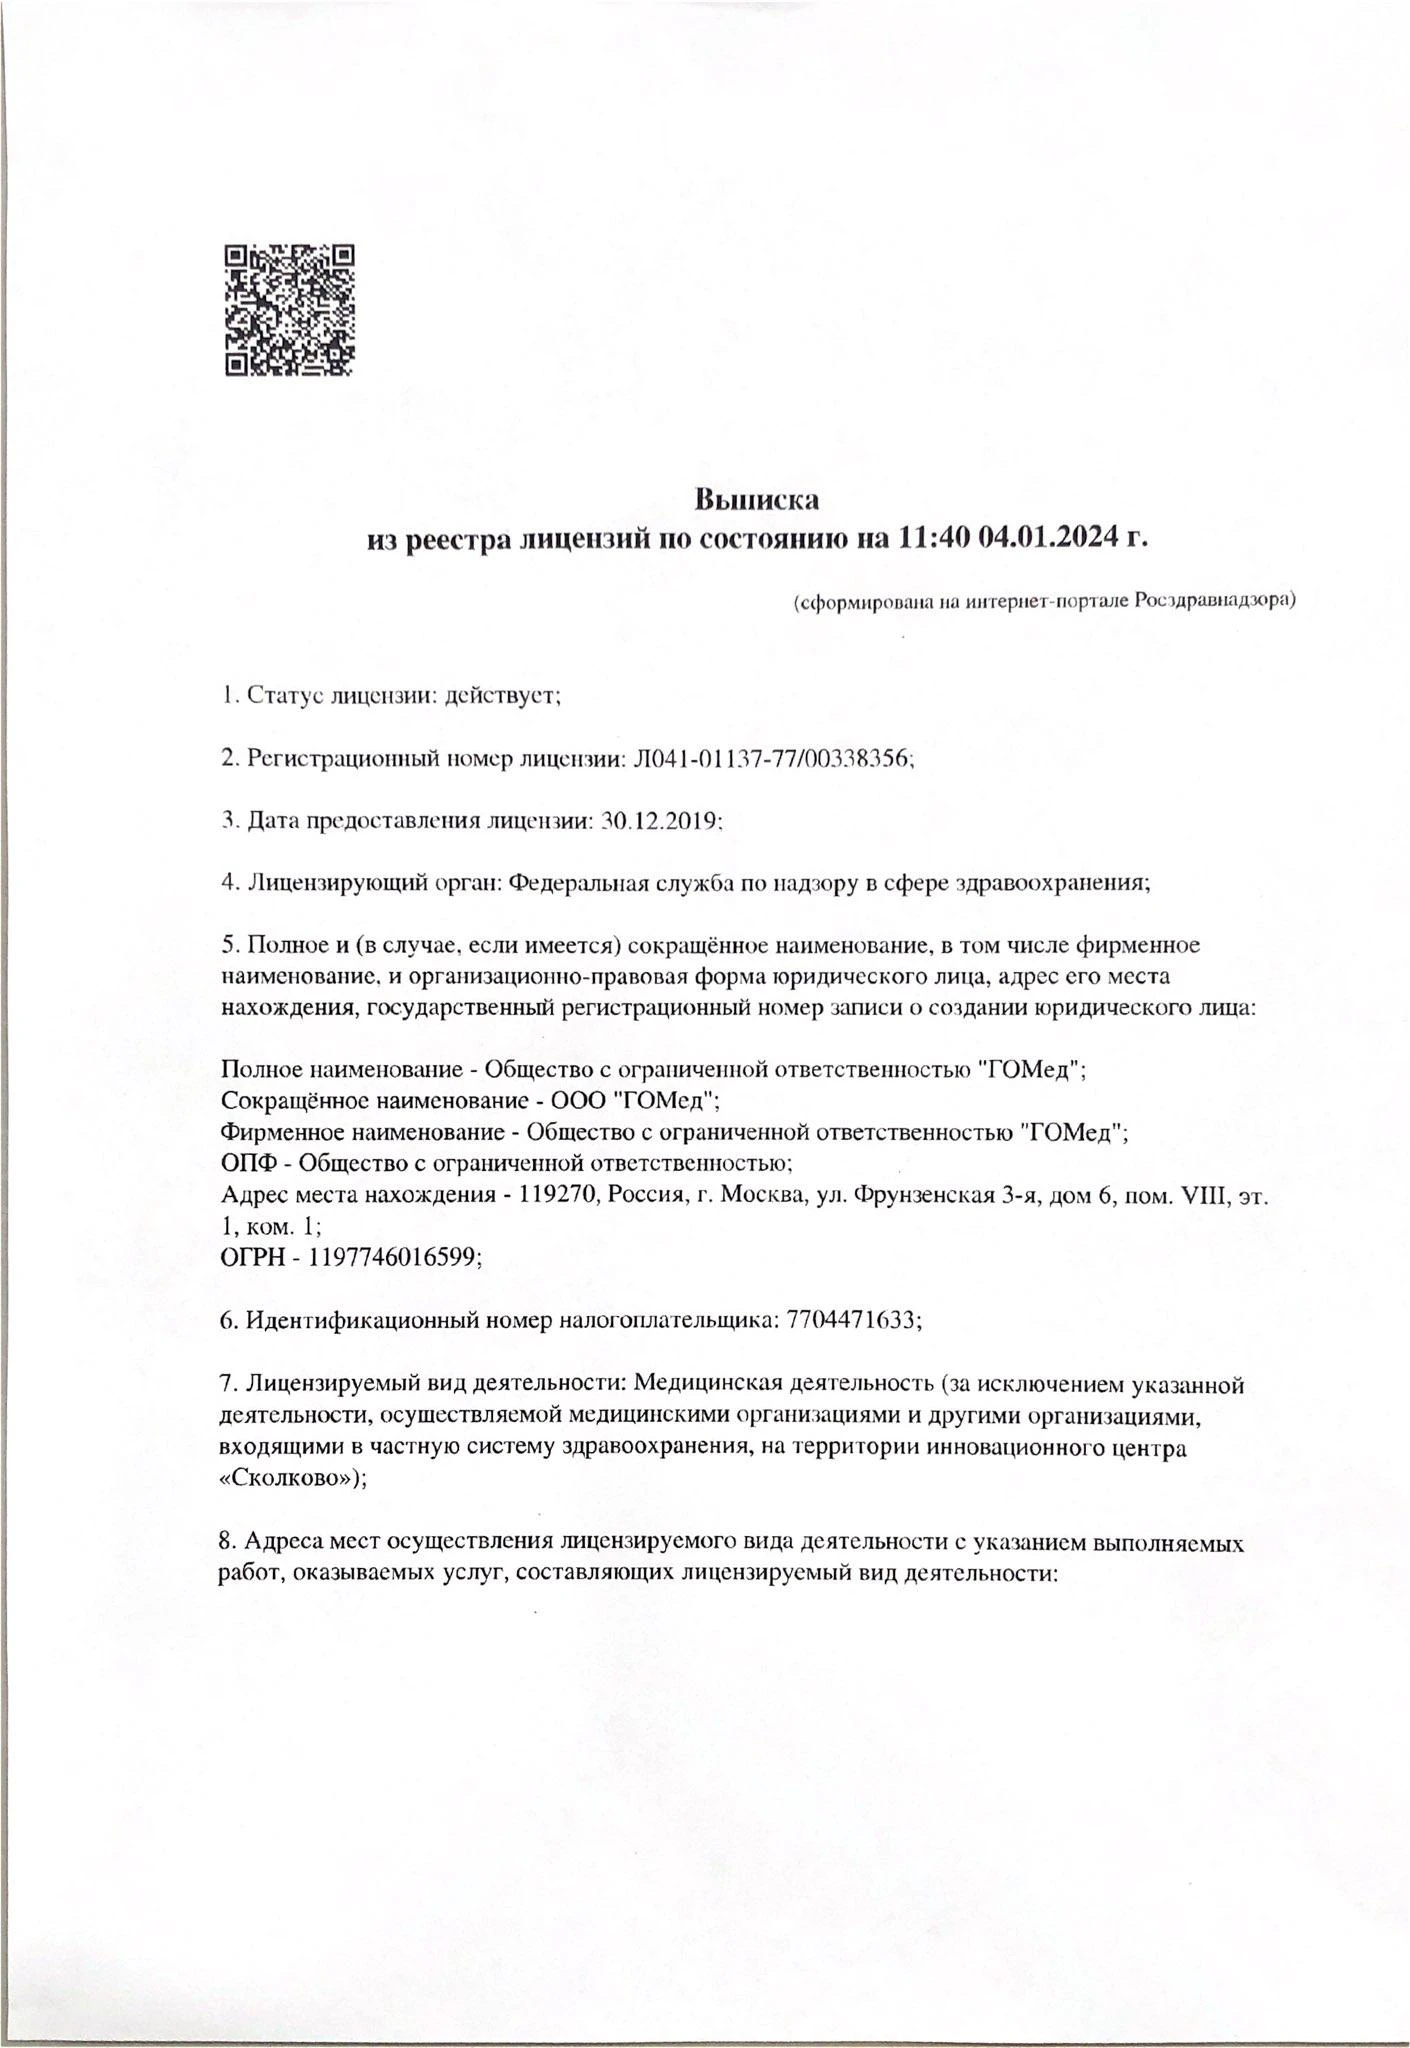 Выписка
из реестра лицензий по состоянию на 11:40 04.01.2024 г.
(сформирована на интернет-портале Росздравнадзора)
1. Статус лицензии: действует;
2. Регистрационный номер лицензии: Л041-01137-77/00338356;
3. Дата предоставления лицензии: 30.12.2019;
4. Лицензирующий орган: Федеральная служба по надзору в сфере здравоохранения;
5. Полное и (в случае, если имеется) сокращённое наименование, в том числе фирменное
наименование, и организационно-правовая форма юридического лица, адрес его места
нахождения, государственный регистрационный номер записи о создании юридического лица:
Полное наименование - Общество с ограниченной ответственностью "ГОМед";
Сокращённое наименование - ООО "ГОМед";
Фирменное наименование - Общество с ограниченной ответственностью "ГОМед";
ОПФ - Общество с ограниченной ответственностью;
Адрес места нахождения - 119270, Россия, г. Москва, ул. Фрунзенская 3-я, дом 6, пом. VIII, эт.
1, ком. 1;
ОГРН - 1197746016599;
6. Идентификационный номер налогоплательщика: 7704471633;
7. Лицензируемый вид деятельности: Медицинская деятельность (за исключением указанной
деятельности, осуществляемой медицинскими организациями и другими организациями,
входящими в частную систему здравоохранения, на территории инновационного центра
«Сколково»);
8. Адреса мест осуществления лицензируемого вида деятельности с указанием выполняемых
работ, оказываемых услуг, составляющих лицензируемый вид деятельности: